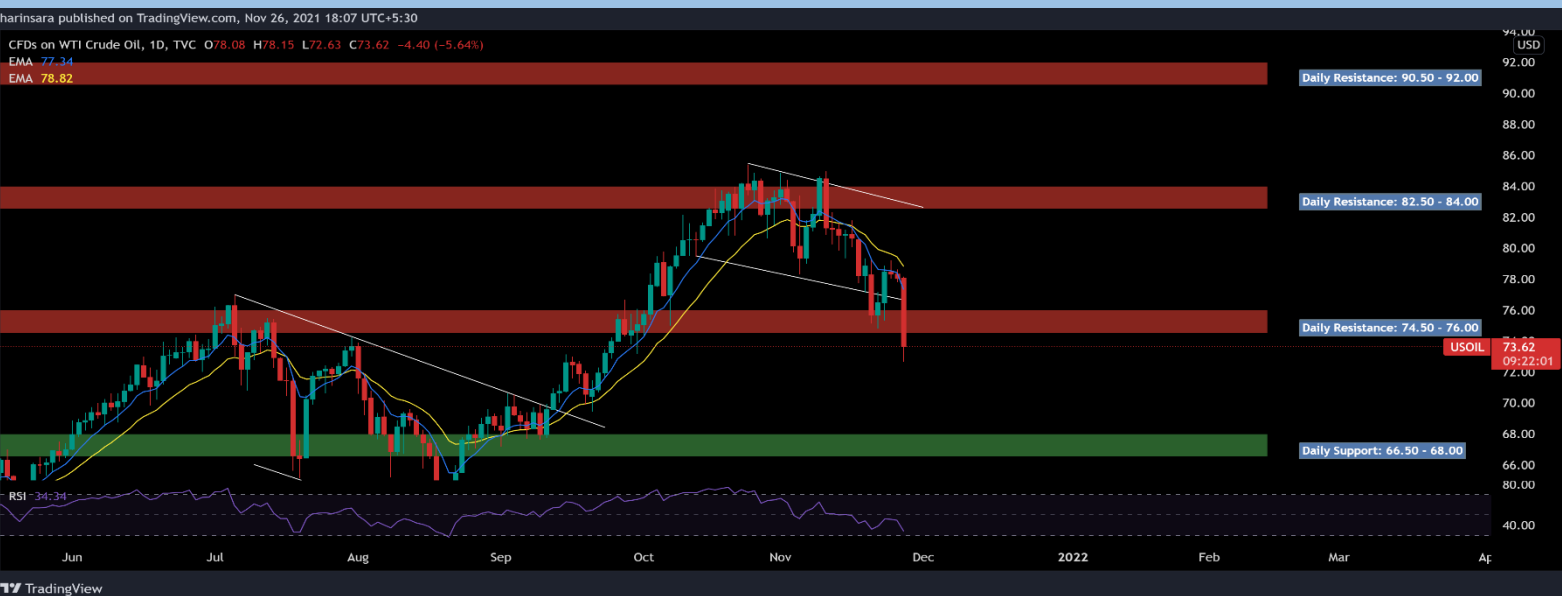 harinsara published on TradingView.com, Nov 26, 2021 18:07 UTC+5:30
CFDs on WTI Crude Oil, 1D, TVC O78.08 H78.15 L72.63 C73.62 −4.40 (−5.64%)
EMA 77.34
EMA 78.82
94.00
USD
92.00
Daily Resistance: 90.50 - 92.00
90.00
88.00
86.00
84.00
Daily Resistance: 82.50 - 84.00
82.00
80.00
78.00
76.00
Daily Resistance: 74.50 - 76.00
USOIL 73.62
09:22:01
72.00
70.00
68.00
Daily Support: 66.50 - 68.00
66.00
80.00
RSI 34.34
40.00
Jun Jul Aug Sep Oct Nov Dec 2022 Feb Mar
TradingView